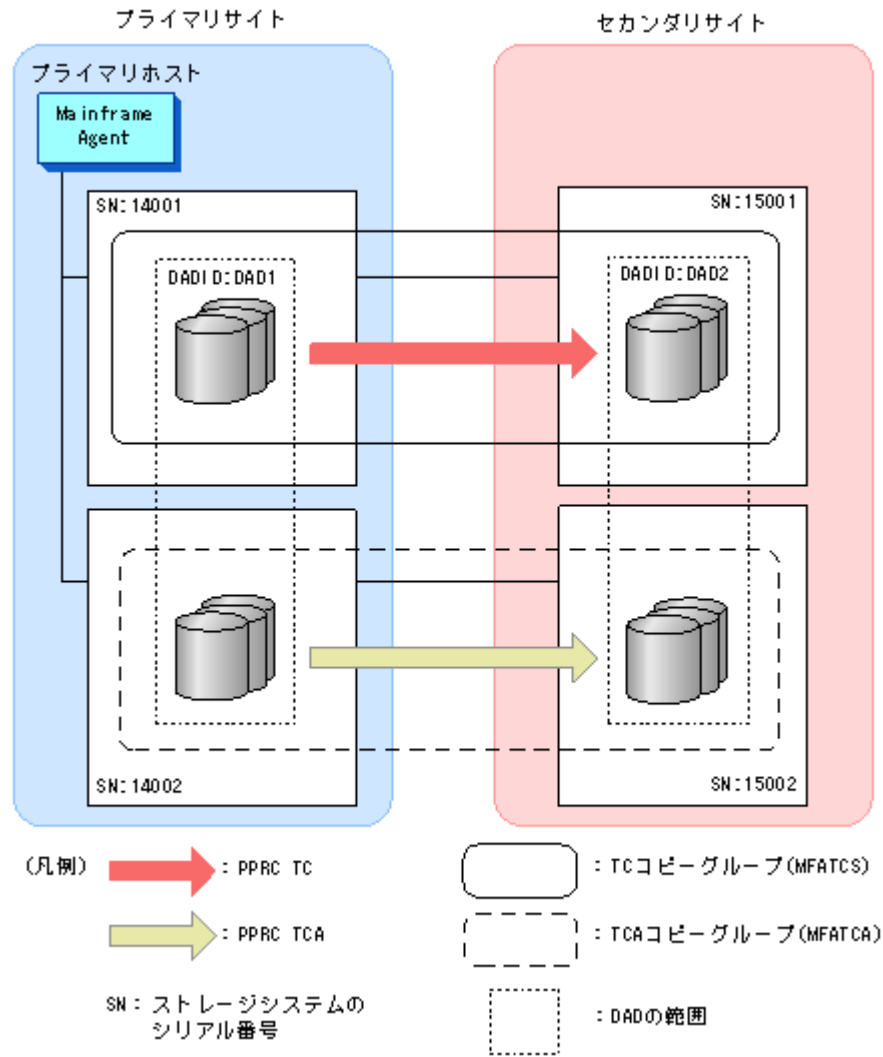 プライマリサイト
セカンダリサイト
プライマリホスト
Mainframe
Agent
SN:14001
SN:15001
DADID:DAD1
DADID:DAD2
SN:14002
SN:15002
(凡例)
: PPRC TC
: TCコピーグループ(MFATCS)
: PPRC TCA
: TCAコピーグループ(MFATCA)
SN: ストレージシステムの
シリアル番号
: DADの範囲